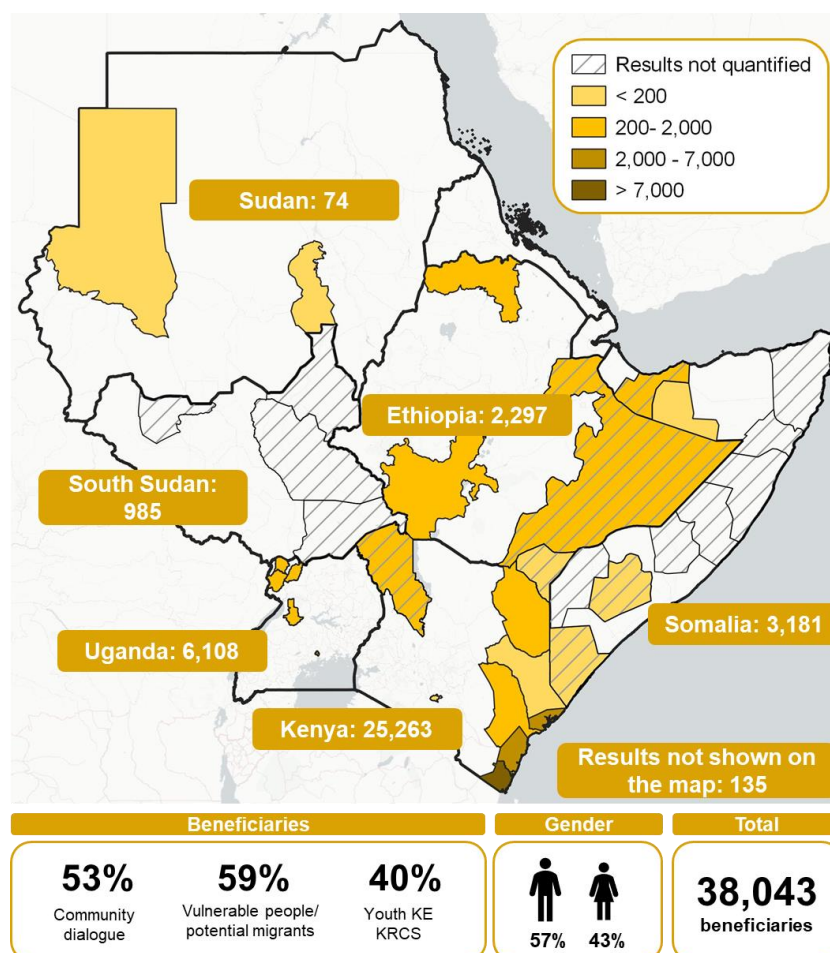 Results not quantified
< 200
200- 2,000
2,000 - 7,000
> 7,000
Sudan: 74
Ethiopia: 2,297
South Sudan:
985
Somalia: 3,181
Uganda: 6,108
Kenya: 25,263
Results not shown on
the map: 135
Beneficiaries
53%
Community
dialogue
59%
Vulnerable people/
potential migrants
40%
Youth KE
KRCS
Gender
57%
43%
Total
38,043
beneficiaries